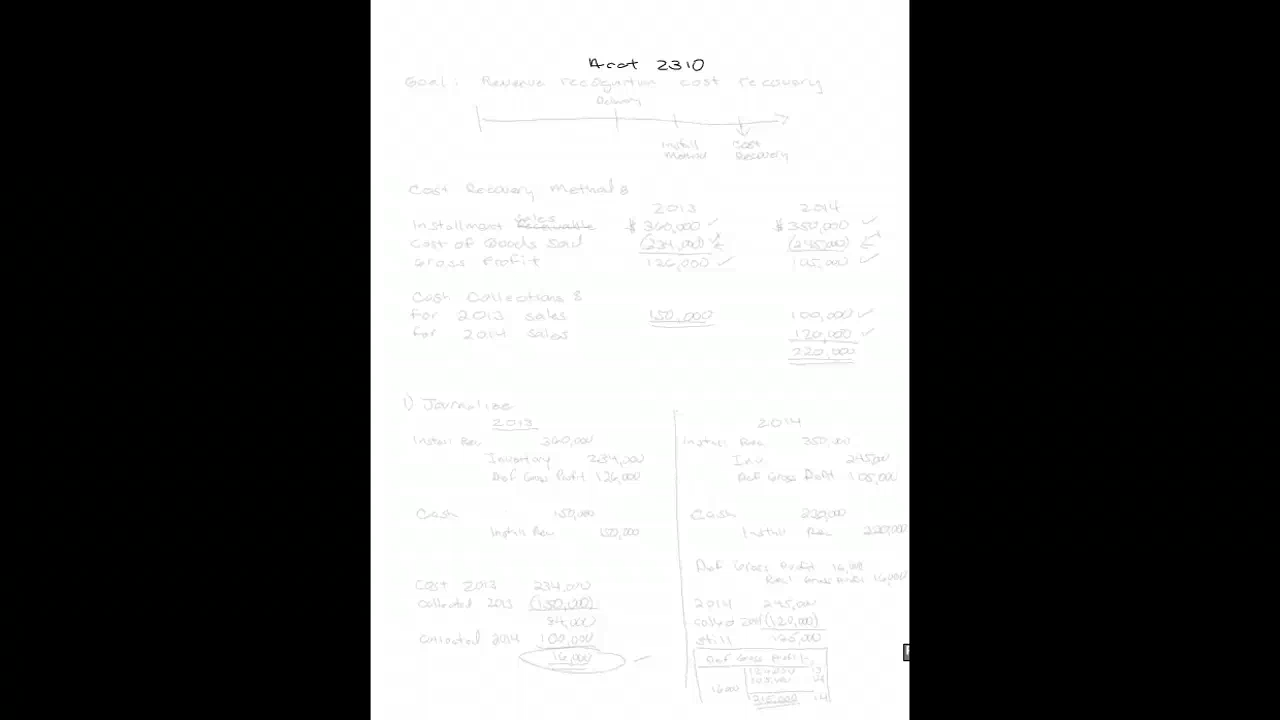 Acct 2310
Goal: Revenue recognition cost recovery
Delivery
Install Cost
Method Recovery
Cost Recovery Method:
2013 2014
Installment Sales Receivable $ 360,000 $ 350,000
Cost of Goods Sold (234,000) (245,000)
Gross Profit 126,000 105,000
Cash Collections:
for 2013 sales 150,000 100,000
for 2014 sales 120,000
220,000
1) Journalize
2013
Install Rec 360,000
Inventory 234,000
Def Gross Profit 126,000
Cash 150,000
Install Rec 150,000
Cost 2013 234,000
Collected 2013 (150,000)
84,000
Collected 2014 100,000
16,000
2014
Install Rec 350,000
Inv. 245,000
Def Gross Profit 105,000
Cash 220,000
Install Rec 220,000
Def Gross Profit 16,000
Real Gross Profit 16,000
2014 245,000
collect 2014 (120,000)
still 125,000
Def Gross Profit
126,000 13
16000 105,000 14
215,000 14